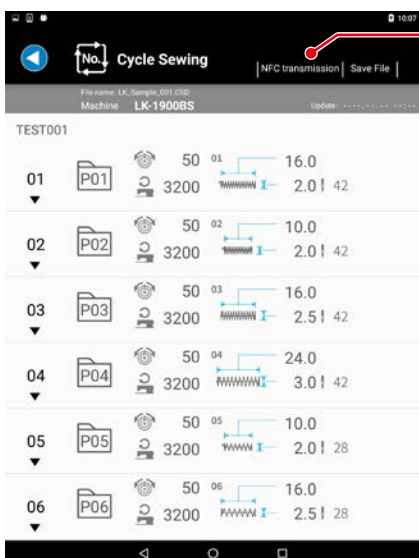 10:07
No. Cycle Sewing
NFC transmission Save File
File name LK_Sample_001.CSD
Machine LK-1900BS Update: ----.--.-- --:--
TEST001
01 P01 50 01 16.0
3200 2.0 42
02 P02 50 02 10.0
3200 2.0 42
03 P03 50 03 16.0
3200 2.5 42
04 P04 50 04 24.0
3200 3.0 42
05 P05 50 05 10.0
3200 2.0 28
06 P06 50 06 16.0
3200 2.5 28